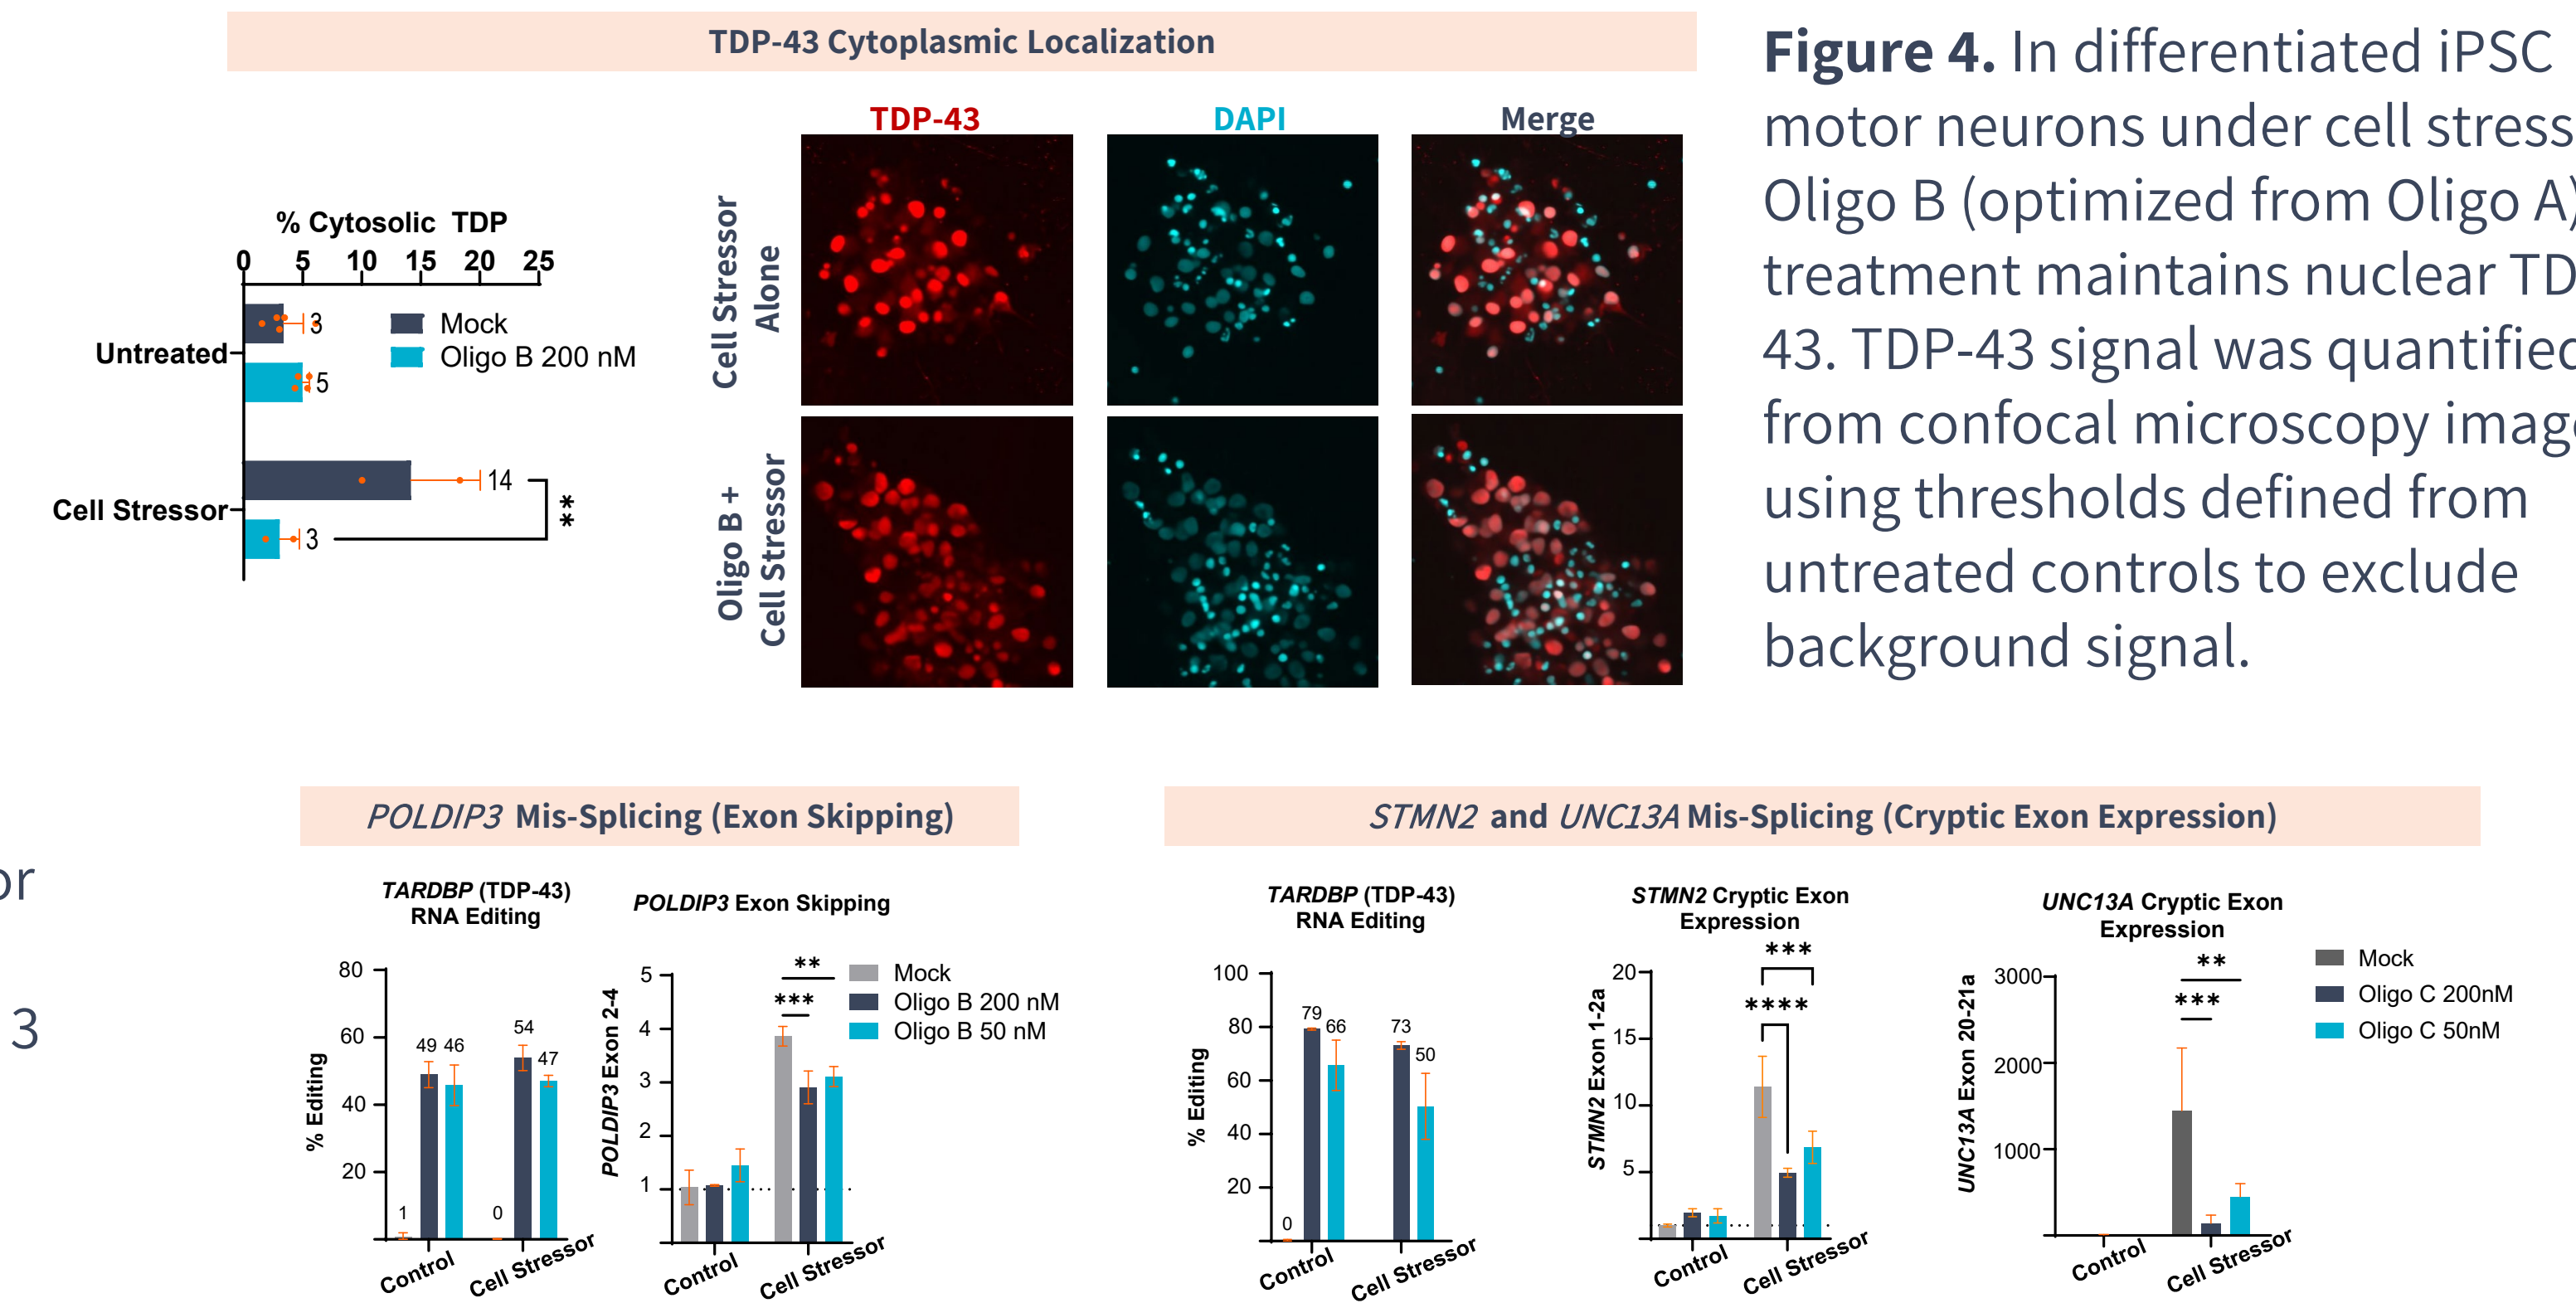 TDP-43 Cytoplasmic Localization
% Cytosolic TDP
0 5 10 15 20 25
Untreated
3
5
Mock
Oligo B 200 nM
Cell Stressor
14
3
**
TDP-43
DAPI
Merge
Cell Stressor
Alone
Oligo B +
Cell Stressor
Figure 4. In differentiated iPSC
motor neurons under cell stress
Oligo B (optimized from Oligo A)
treatment maintains nuclear TD
43. TDP-43 signal was quantified
from confocal microscopy imag
using thresholds defined from
untreated controls to exclude
background signal.
or
3
POLDIP3 Mis-Splicing (Exon Skipping)
TARDBP (TDP-43)
RNA Editing
% Editing
80
60
40
20
1
49
46
0
54
47
Control
Cell Stressor
POLDIP3 Exon Skipping
POLDIP3 Exon 2-4
5
4
3
2
1
**
***
Control
Cell Stressor
Mock
Oligo B 200 nM
Oligo B 50 nM
STMN2 and UNC13A Mis-Splicing (Cryptic Exon Expression)
TARDBP (TDP-43)
RNA Editing
% Editing
100
80
60
40
20
0
79
66
73
50
Control
Cell Stressor
STMN2 Cryptic Exon
Expression
STMN2 Exon 1-2a
20
15
10
5
***
****
Control
Cell Stressor
UNC13A Cryptic Exon
Expression
UNC13A Exon 20-21a
3000
2000
1000
**
***
Control
Cell Stressor
Mock
Oligo C 200nM
Oligo C 50nM